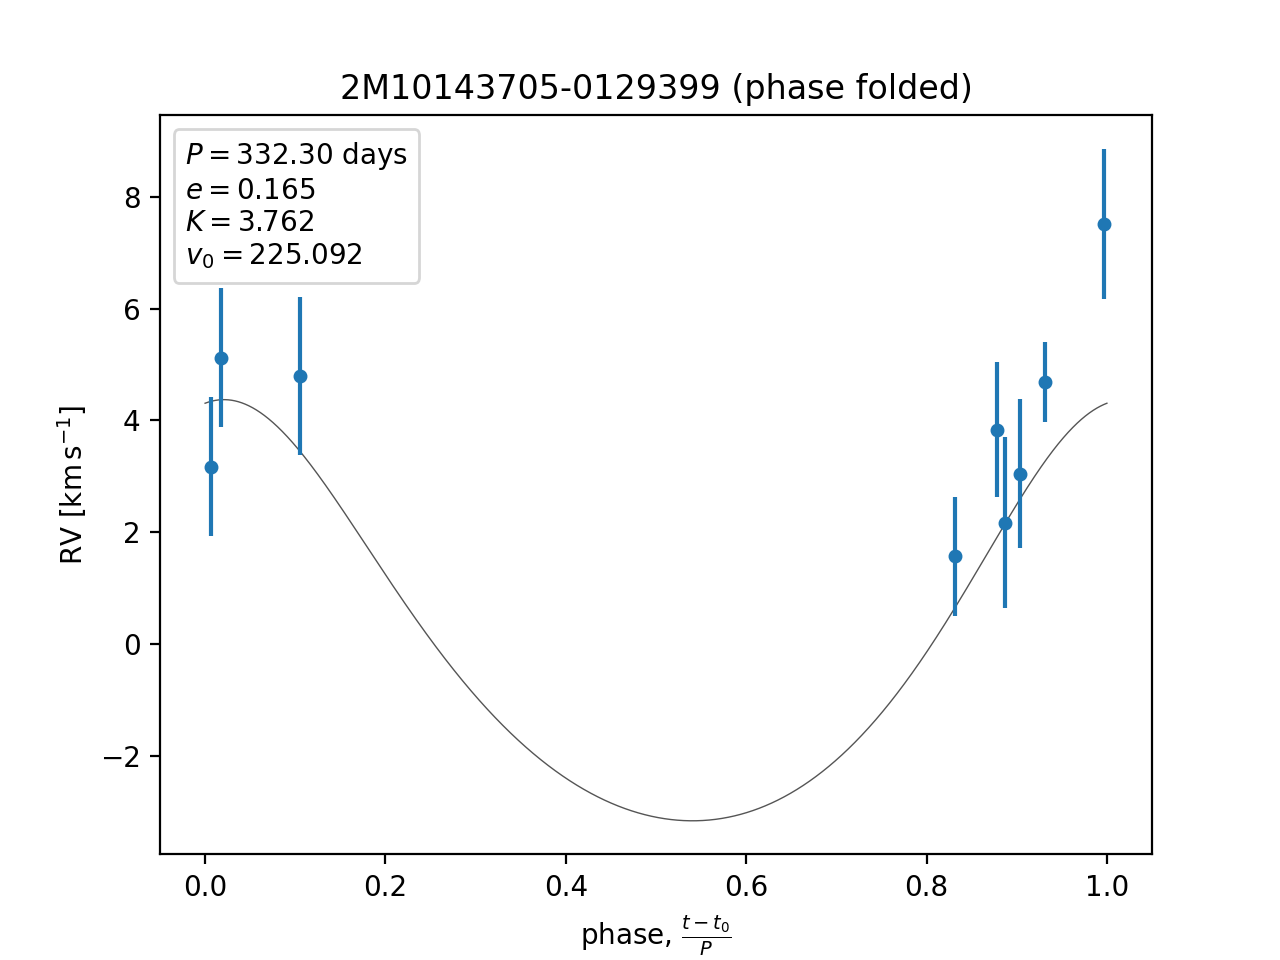 2M10143705-0129399 (phase folded)
P = 332.30 days
e = 0.165
K = 3.762
v₀ = 225.092
8
6
4
2
0
−2
RV [km s⁻¹]
0.0 0.2 0.4 0.6 0.8 1.0
phase, (t − t₀)/P